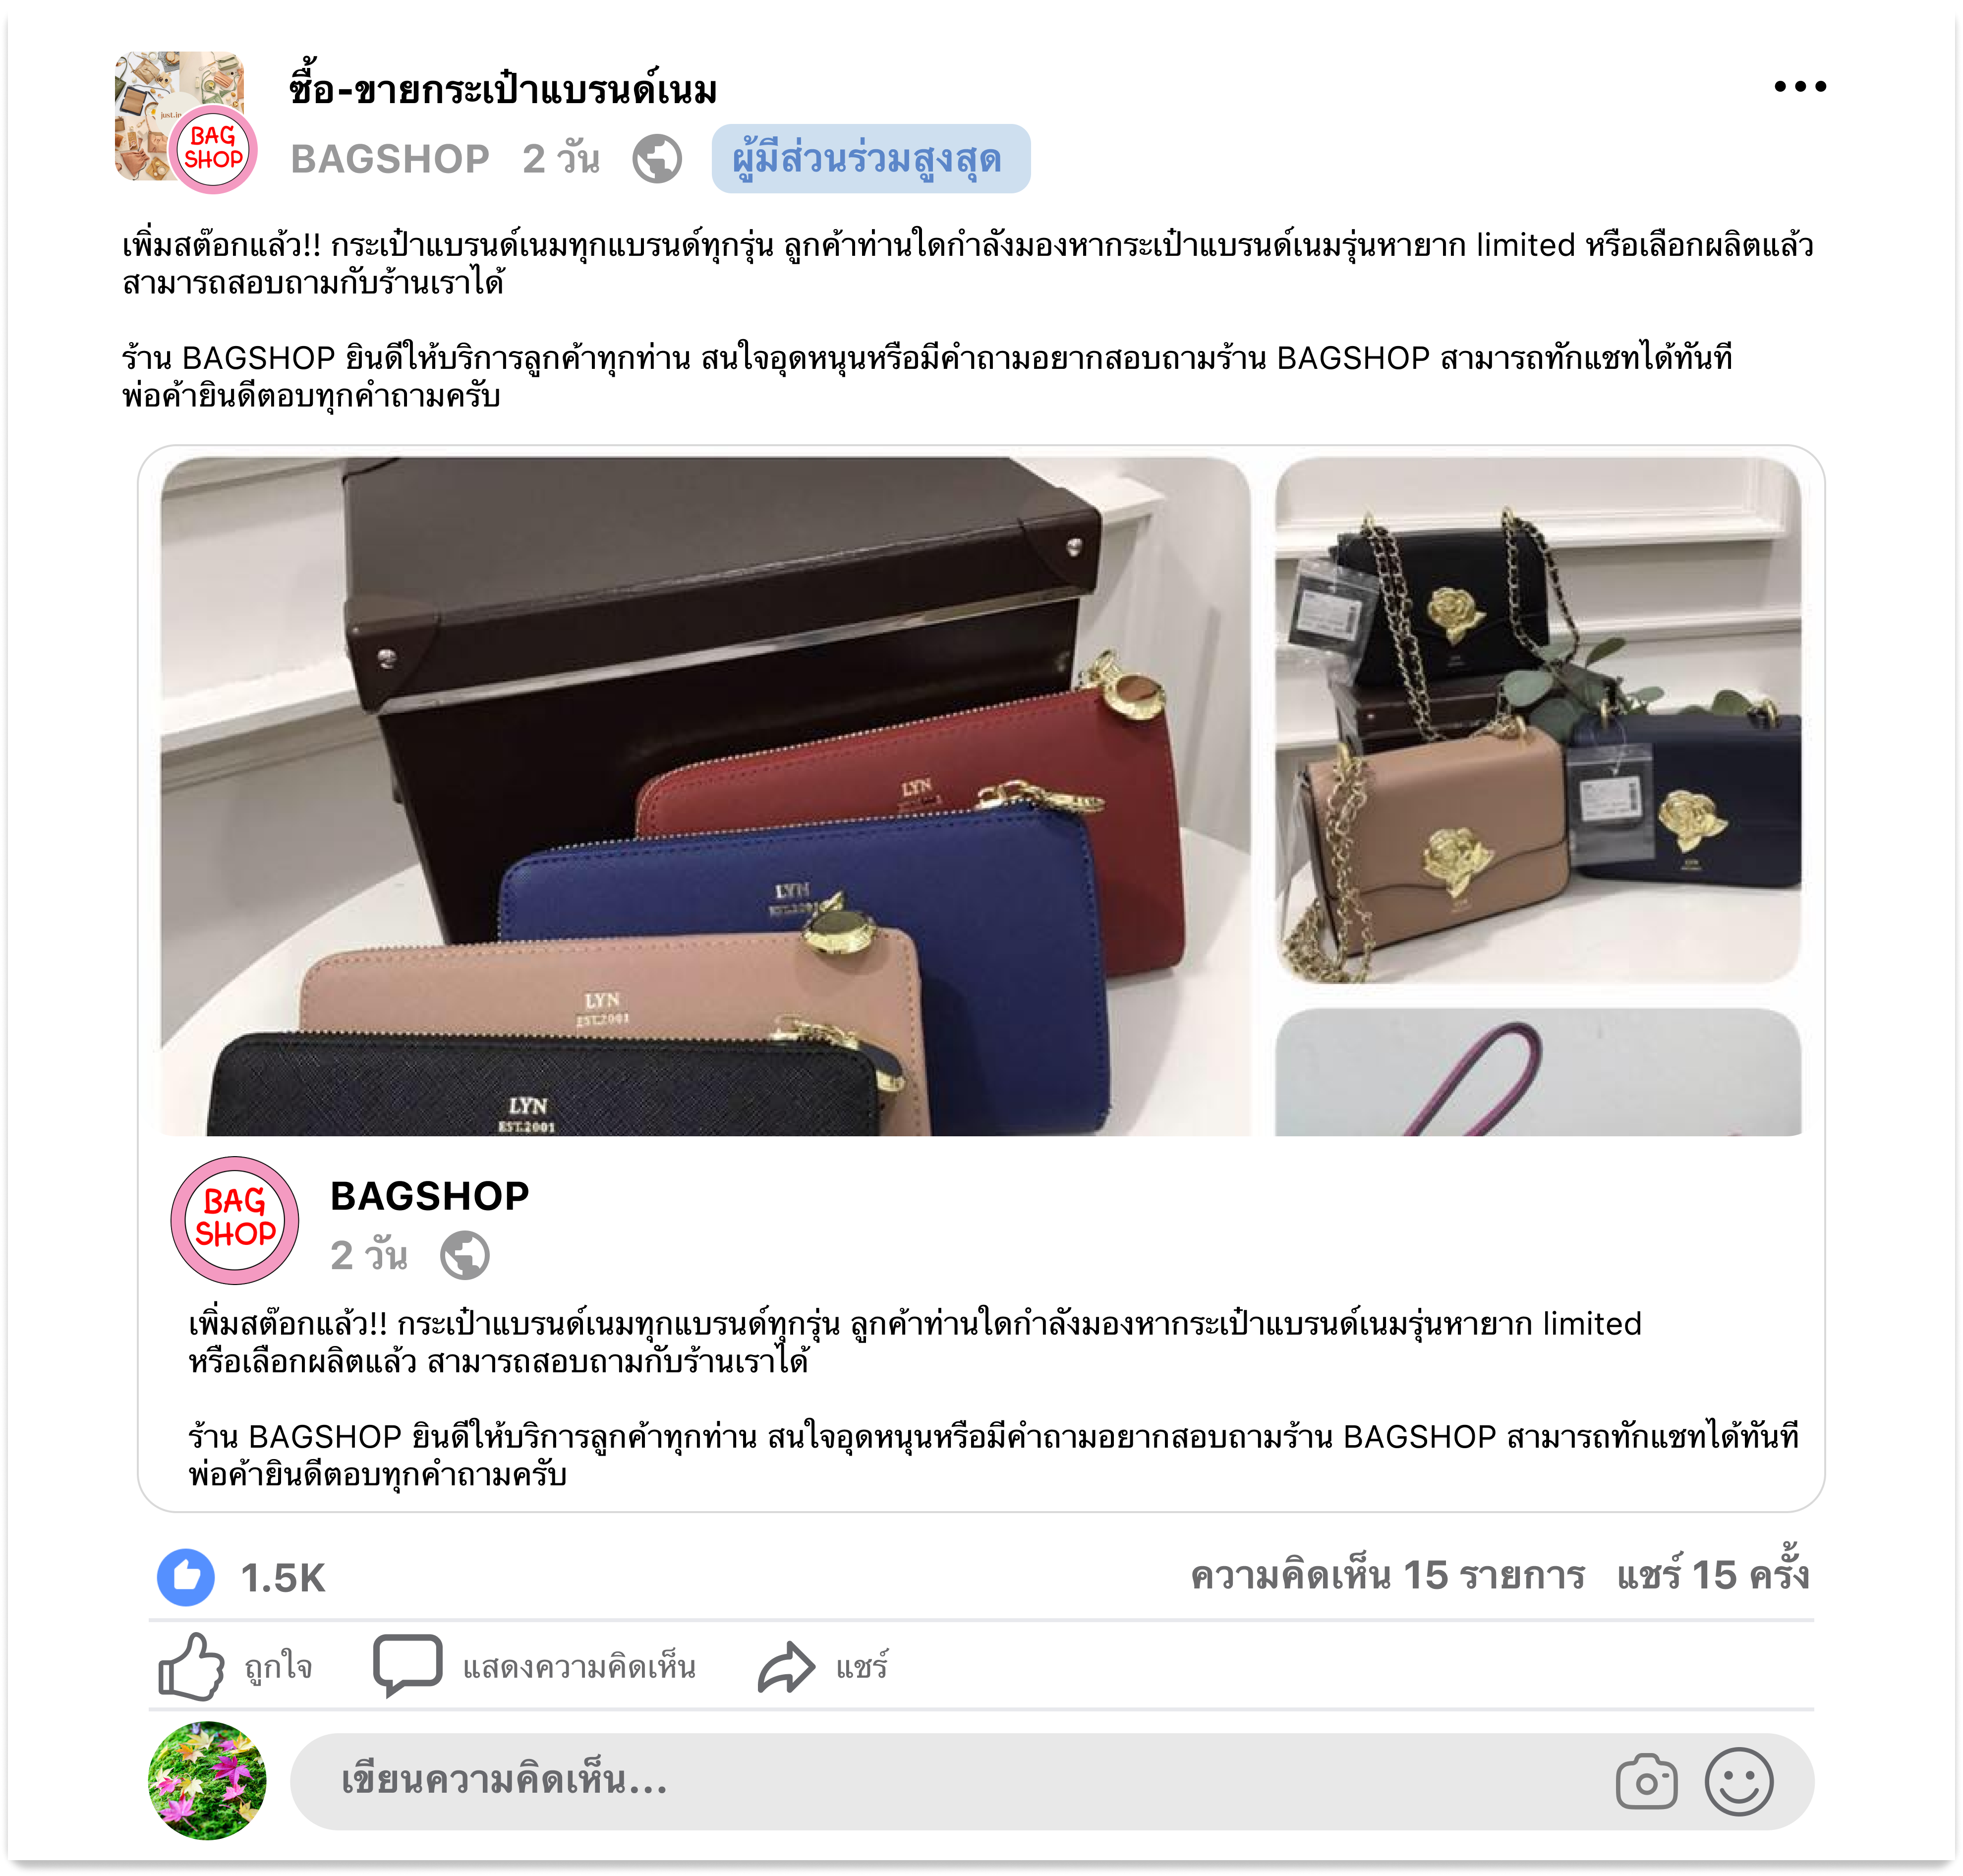 ซื้อ-ขายกระเป๋าแบรนด์เนม
just.in
BAG
SHOP
BAGSHOP 2 วัน ผู้มีส่วนร่วมสูงสุด
เพิ่มสต๊อกแล้ว!! กระเป๋าแบรนด์เนมทุกแบรนด์ทุกรุ่น ลูกค้าท่านใดกำลังมองหากระเป๋าแบรนด์เนมรุ่นหายาก limited หรือเลือกผลิตแล้ว
สามารถสอบถามกับร้านเราได้
ร้าน BAGSHOP ยินดีให้บริการลูกค้าทุกท่าน สนใจอุดหนุนหรือมีคำถามอยากสอบถามร้าน BAGSHOP สามารถทักแชทได้ทันที
พ่อค้ายินดีตอบทุกคำถามครับ
LYN
LYN
LYN
EST.2001
LYN
EST.2001
BAG
SHOP
BAGSHOP
2 วัน
เพิ่มสต๊อกแล้ว!! กระเป๋าแบรนด์เนมทุกแบรนด์ทุกรุ่น ลูกค้าท่านใดกำลังมองหากระเป๋าแบรนด์เนมรุ่นหายาก limited
หรือเลือกผลิตแล้ว สามารถสอบถามกับร้านเราได้
ร้าน BAGSHOP ยินดีให้บริการลูกค้าทุกท่าน สนใจอุดหนุนหรือมีคำถามอยากสอบถามร้าน BAGSHOP สามารถทักแชทได้ทันที
พ่อค้ายินดีตอบทุกคำถามครับ
1.5K ความคิดเห็น 15 รายการ แชร์ 15 ครั้ง
ถูกใจ แสดงความคิดเห็น แชร์
เขียนความคิดเห็น...